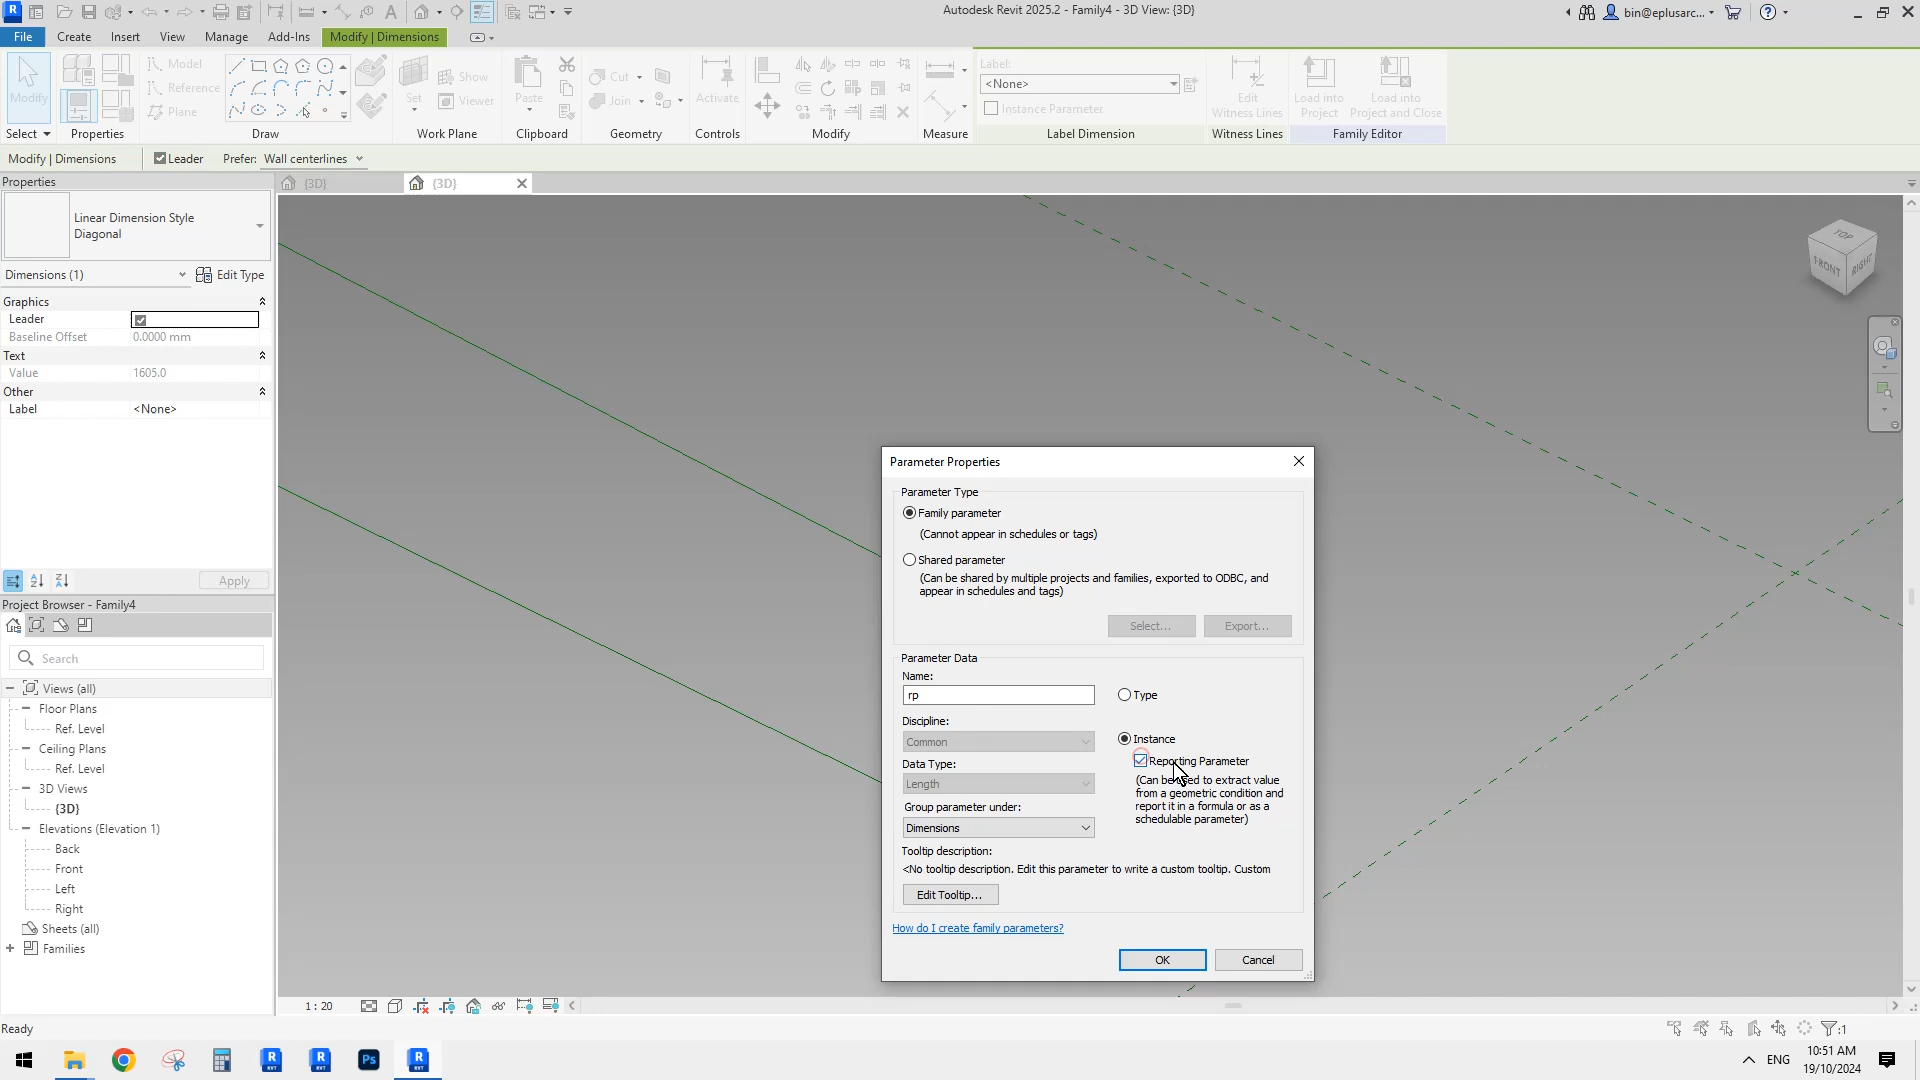 Autodesk Revit 2025.2 - Family4 - 3D View: {3D}
bin@eplusarc...
File
Create
Insert
View
Manage
Add-Ins
Modify | Dimensions
Modify
Model
Reference
Plane
Set
Show
Viewer
Paste
Cut
Join
Activate
Label:
<None>
Instance Parameter
Edit
Witness Lines
Load into
Project
Load into
Project and Close
Select
Properties
Draw
Work Plane
Clipboard
Geometry
Controls
Modify
Measure
Label Dimension
Witness Lines
Family Editor
Modify | Dimensions
Leader
Prefer:
Wall centerlines
Properties
{3D}
{3D}
Linear Dimension Style
Diagonal
Dimensions (1)
Edit Type
Graphics
Leader
Baseline Offset
0.0000 mm
Text
Value
1605.0
Other
Label
<None>
Apply
TOP
FRONT
RIGHT
Project Browser - Family4
Search
Views (all)
Floor Plans
Ref. Level
Ceiling Plans
Ref. Level
3D Views
{3D}
Elevations (Elevation 1)
Back
Front
Left
Right
Sheets (all)
Families
Parameter Properties
Parameter Type
Family parameter
(Cannot appear in schedules or tags)
Shared parameter
(Can be shared by multiple projects and families, exported to ODBC, and
appear in schedules and tags)
Select...
Export...
Parameter Data
Name:
rp
Type
Discipline:
Common
Instance
Data Type:
Reporting Parameter
Length
(Can be used to extract value
from a geometric condition and
report it in a formula or as a
schedulable parameter)
Group parameter under:
Dimensions
Tooltip description:
<No tooltip description. Edit this parameter to write a custom tooltip. Custom
Edit Tooltip...
How do I create family parameters?
OK
Cancel
1 : 20
Ready
:1
ENG
10:51 AM
19/10/2024